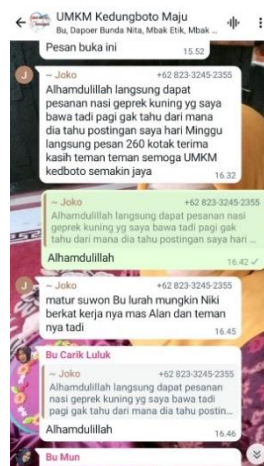 UMKM Kedungboto Maju
Bu, Dapoer Bunda Nita, Mbak Etik, Mbak ...
Pesan buka ini
15.52
J
~ Joko +62 823-3245-2355
Alhamdulillah langsung dapat
pesanan nasi geprek kuning yg saya
bawa tadi pagi gak tahu dari mana
dia tahu postingan saya hari Minggu
langsung pesan 260 kotak terima
kasih teman teman semoga UMKM
kedboto semakin jaya
16.32
~ Joko +62 823-3245-2355
Alhamdulillah langsung dapat pesanan nasi
geprek kuning yg saya bawa tadi pagi gak
tahu dari mana dia tahu postingan saya hari ...
Alhamdulillah
16.42
J
~ Joko +62 823-3245-2355
matur suwon Bu lurah mungkin Niki
berkat kerja nya mas Alan dan teman
nya tadi
16.45
Bu Carik Luluk
~ Joko +62 823-3245-2355
Alhamdulillah langsung dapat pesanan
nasi geprek kuning yg saya bawa tadi
pagi gak tahu dari mana dia tahu postin...
Alhamdulillah
16.46
Bu Mun